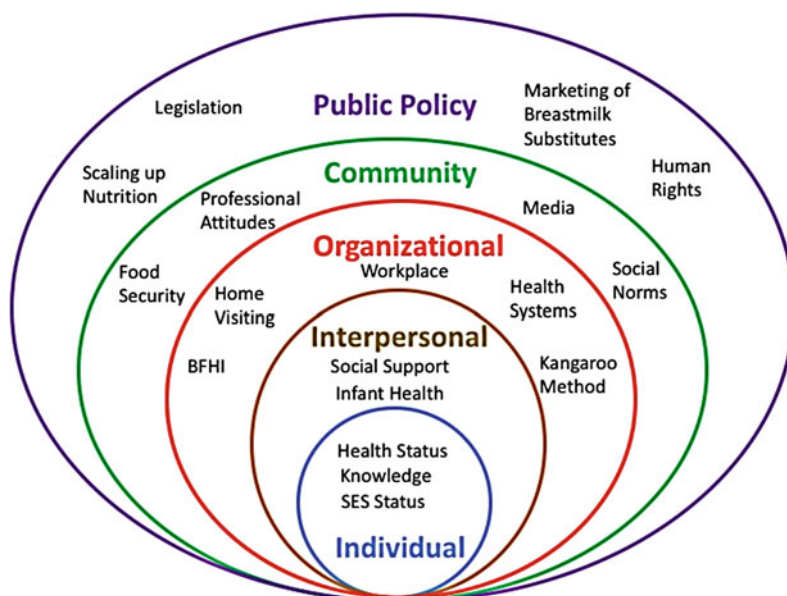 Public Policy
Legislation
Marketing of
Breastmilk
Substitutes
Scaling up
Nutrition
Human
Rights
Community
Professional
Attitudes
Media
Food
Security
Social
Norms
Organizational
Workplace
Home
Visiting
Health
Systems
BFHI
Kangaroo
Method
Interpersonal
Social Support
Infant Health
Health Status
Knowledge
SES Status
Individual